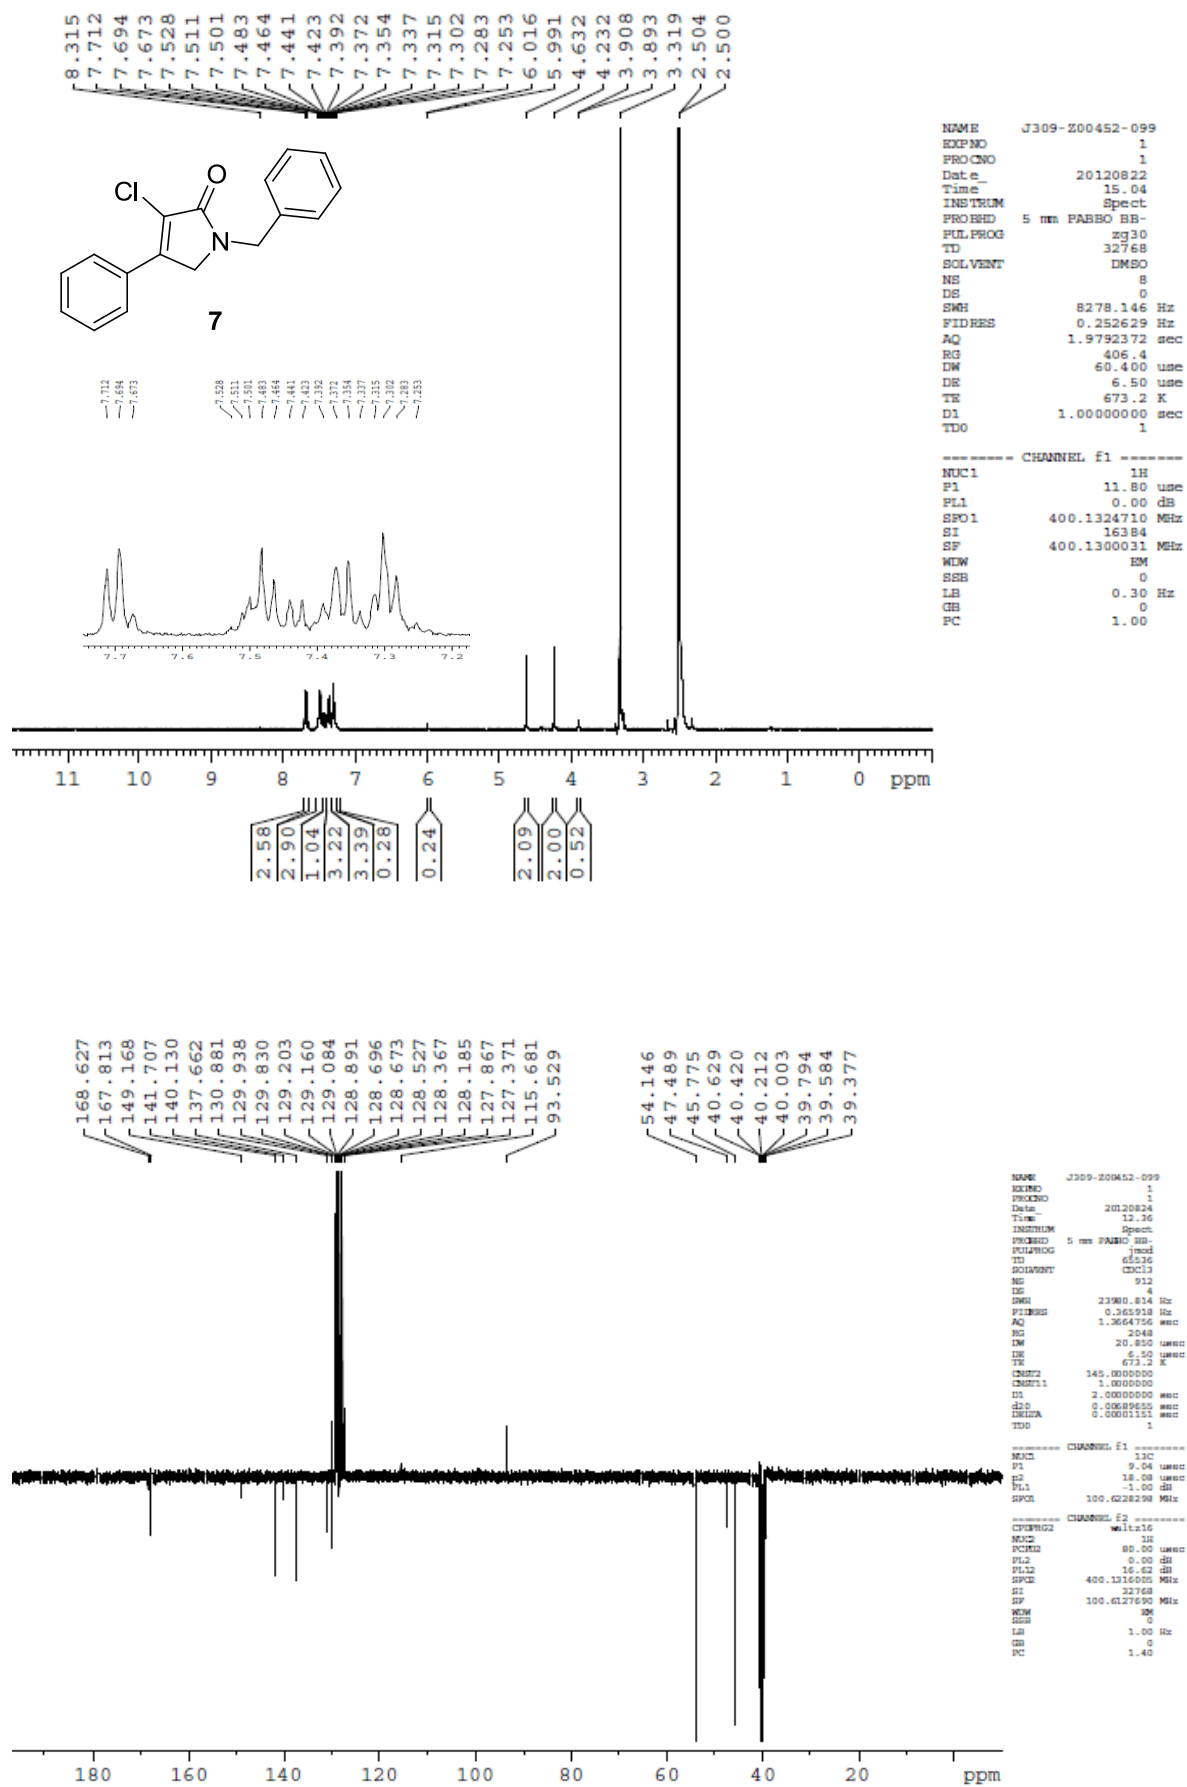 8.315 7.712 7.694 7.673 7.528 7.511 7.501 7.483 7.464 7.441 7.423 7.392 7.372 7.354 7.337 7.315 7.302 7.283 7.253 6.016 5.991 4.632 4.232 3.908 3.893 3.319 2.504 2.500
Cl
O
N
7
7.712 7.694 7.673 7.528 7.511 7.501 7.483 7.464 7.441 7.423 7.392 7.372 7.354 7.337 7.315 7.302 7.283 7.253
7.7 7.6 7.5 7.4 7.3 7.2
11 10 9 8 7 6 5 4 3 2 1 0 ppm
2.58 2.90 1.04 3.22 3.39 0.28 0.24 2.09 2.00 0.52
NAME J309-Z00452-099
EXPNO 1
PROCNO 1
Date_ 20120822
Time 15.04
INSTRUM Spect
PROBHD 5 mm PABBO BB-
PULPROG zg30
TD 32768
SOLVENT DMSO
NS 8
DS 0
SWH 8278.146 Hz
FIDRES 0.252629 Hz
AQ 1.9792372 sec
RG 406.4
DW 60.400 use
DE 6.50 use
TE 673.2 K
D1 1.00000000 sec
TD0 1
======== CHANNEL f1 =======
NUC1 1H
P1 11.80 use
PL1 0.00 dB
SFO1 400.1324710 MHz
SI 16384
SF 400.1300031 MHz
WDW EM
SSB 0
LB 0.30 Hz
GB 0
PC 1.00
168.627 167.813 149.168 141.707 140.130 137.662 130.881 129.938 129.830 129.203 129.160 129.084 128.891 128.696 128.673 128.527 128.367 128.185 127.867 127.371 115.681 93.529 54.146 47.489 45.775 40.629 40.420 40.212 40.003 39.794 39.584 39.377
180 160 140 120 100 80 60 40 20 ppm
NAME J309-Z00452-099
EXPNO 1
PROCNO 1
Date_ 20120824
Time 12.36
INSTRUM Spect
PROBHD 5 mm PABBO BB-
PULPROG jmod
TD 65536
SOLVENT CDCl3
NS 912
DS 4
SWH 23980.814 Hz
FIDRES 0.365918 Hz
AQ 1.3664756 sec
RG 2048
DW 20.850 usec
DE 6.50 usec
TE 673.2 K
CNST2 145.0000000
CNST11 1.0000000
D1 2.00000000 sec
d20 0.00689655 sec
DELTA 0.00001151 sec
TD0 1
======== CHANNEL f1 ========
NUC1 13C
P1 9.04 usec
p2 18.08 usec
PL1 -1.00 dB
SFO1 100.6228298 MHz
======== CHANNEL f2 ========
CPDPRG2 waltz16
NUC2 1H
PCPD2 80.00 usec
PL2 0.00 dB
PL12 16.62 dB
SFO2 400.1316005 MHz
SI 32768
SF 100.6127690 MHz
WDW EM
SSB 0
LB 1.00 Hz
GB 0
PC 1.40